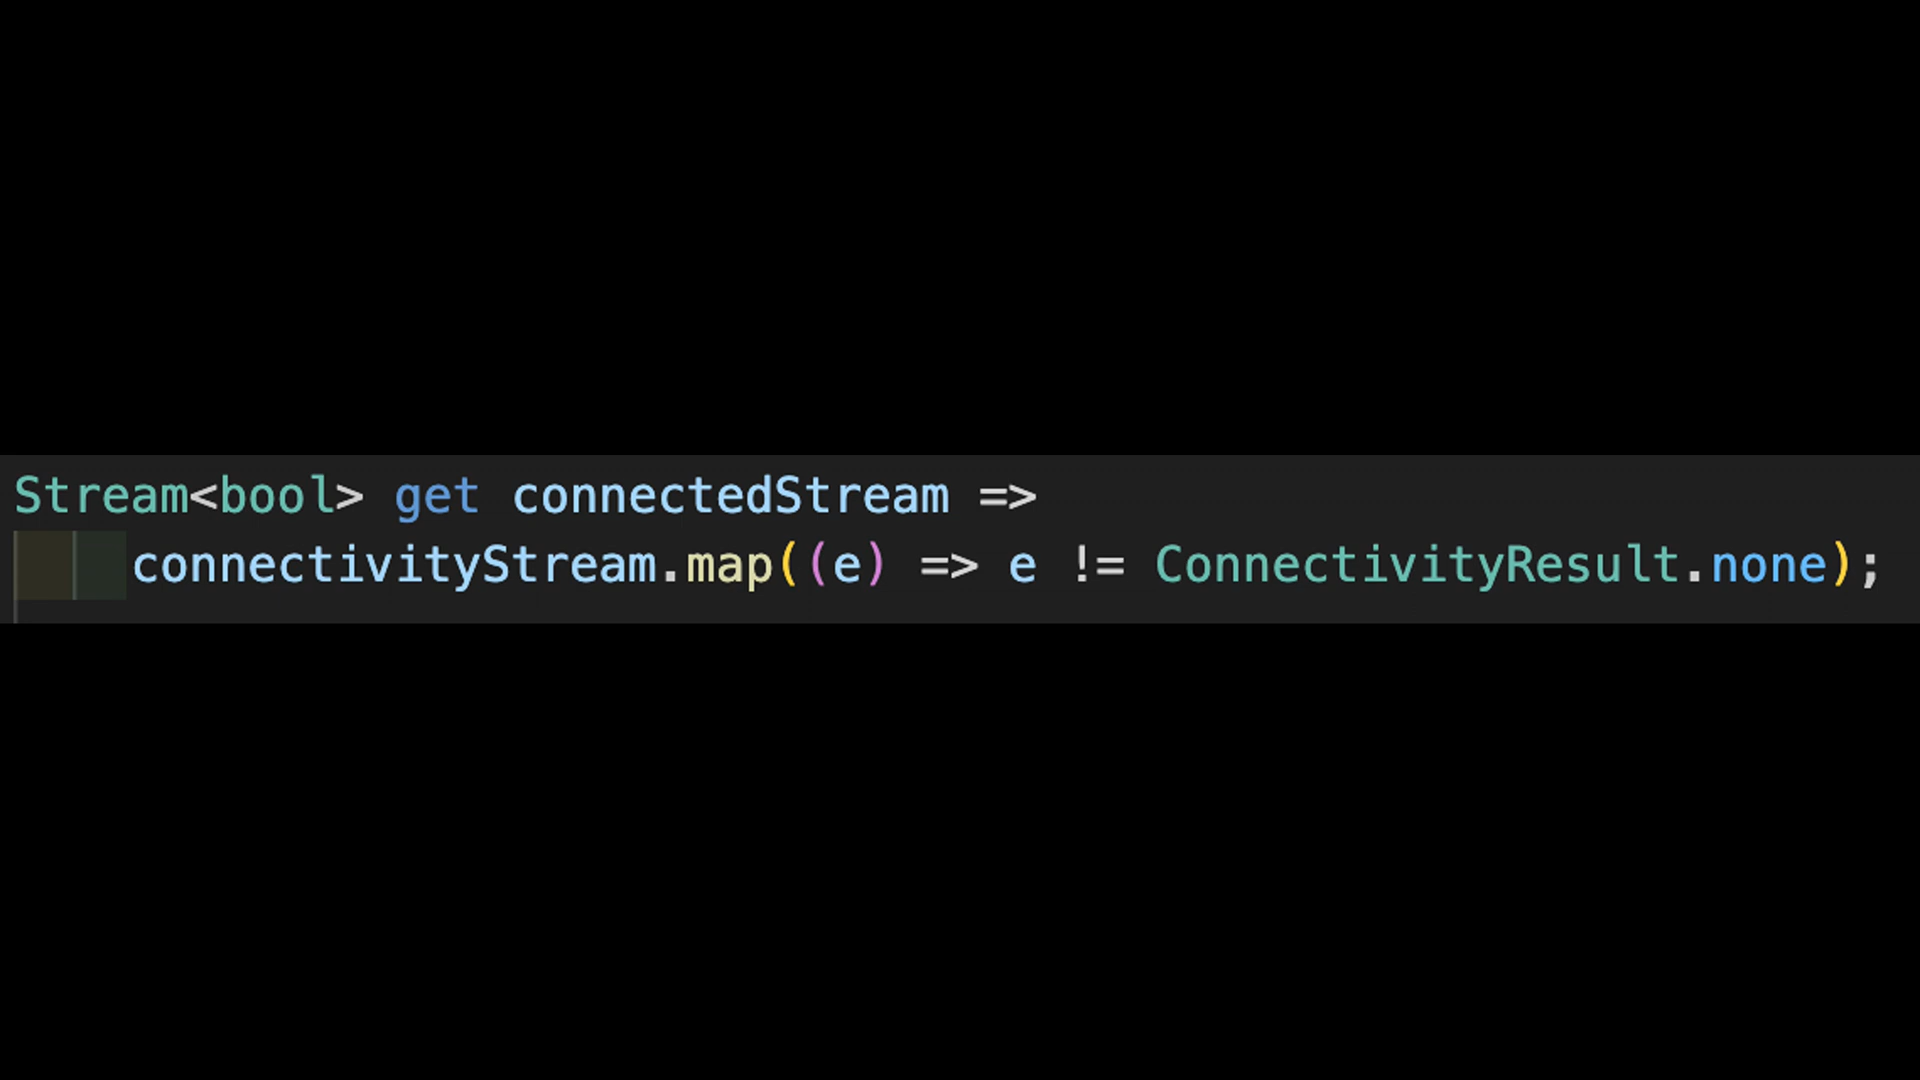 Stream<bool> get connectedStream =>
connectivityStream.map((e) => e != ConnectivityResult.none);